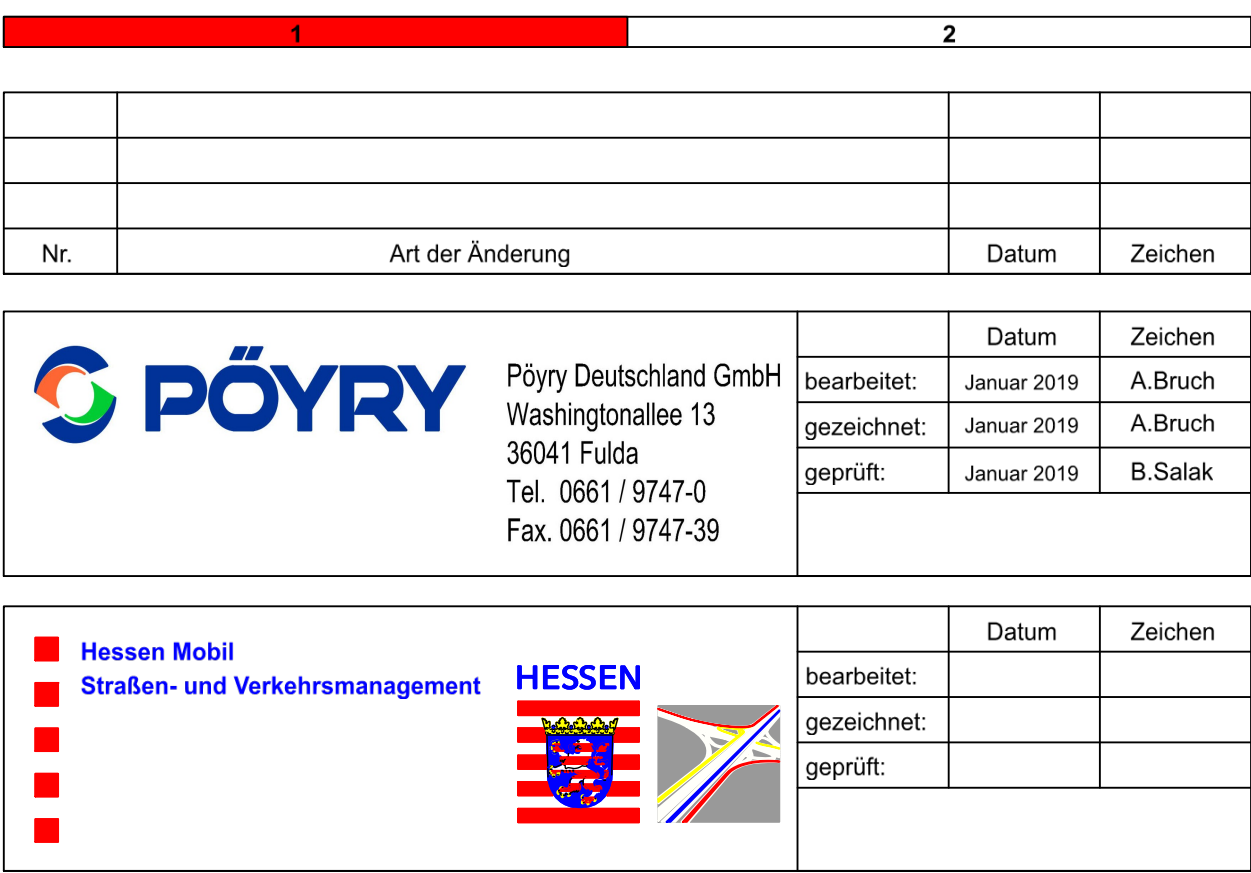 1 2
Nr. Art der Änderung Datum Zeichen
PÖYRY
Pöyry Deutschland GmbH
Washingtonallee 13
36041 Fulda
Tel. 0661 / 9747-0
Fax. 0661 / 9747-39
Datum Zeichen
bearbeitet: Januar 2019 A.Bruch
gezeichnet: Januar 2019 A.Bruch
geprüft: Januar 2019 B.Salak
Hessen Mobil
Straßen- und Verkehrsmanagement
HESSEN
Datum Zeichen
bearbeitet:
gezeichnet:
geprüft: